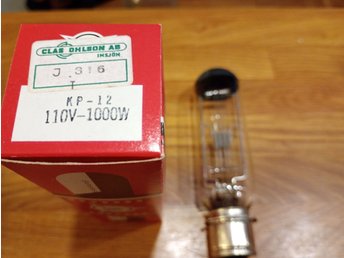 CLAS OHLSON AB
INSJÖN
J 316
T
KP-12
110V-1000W